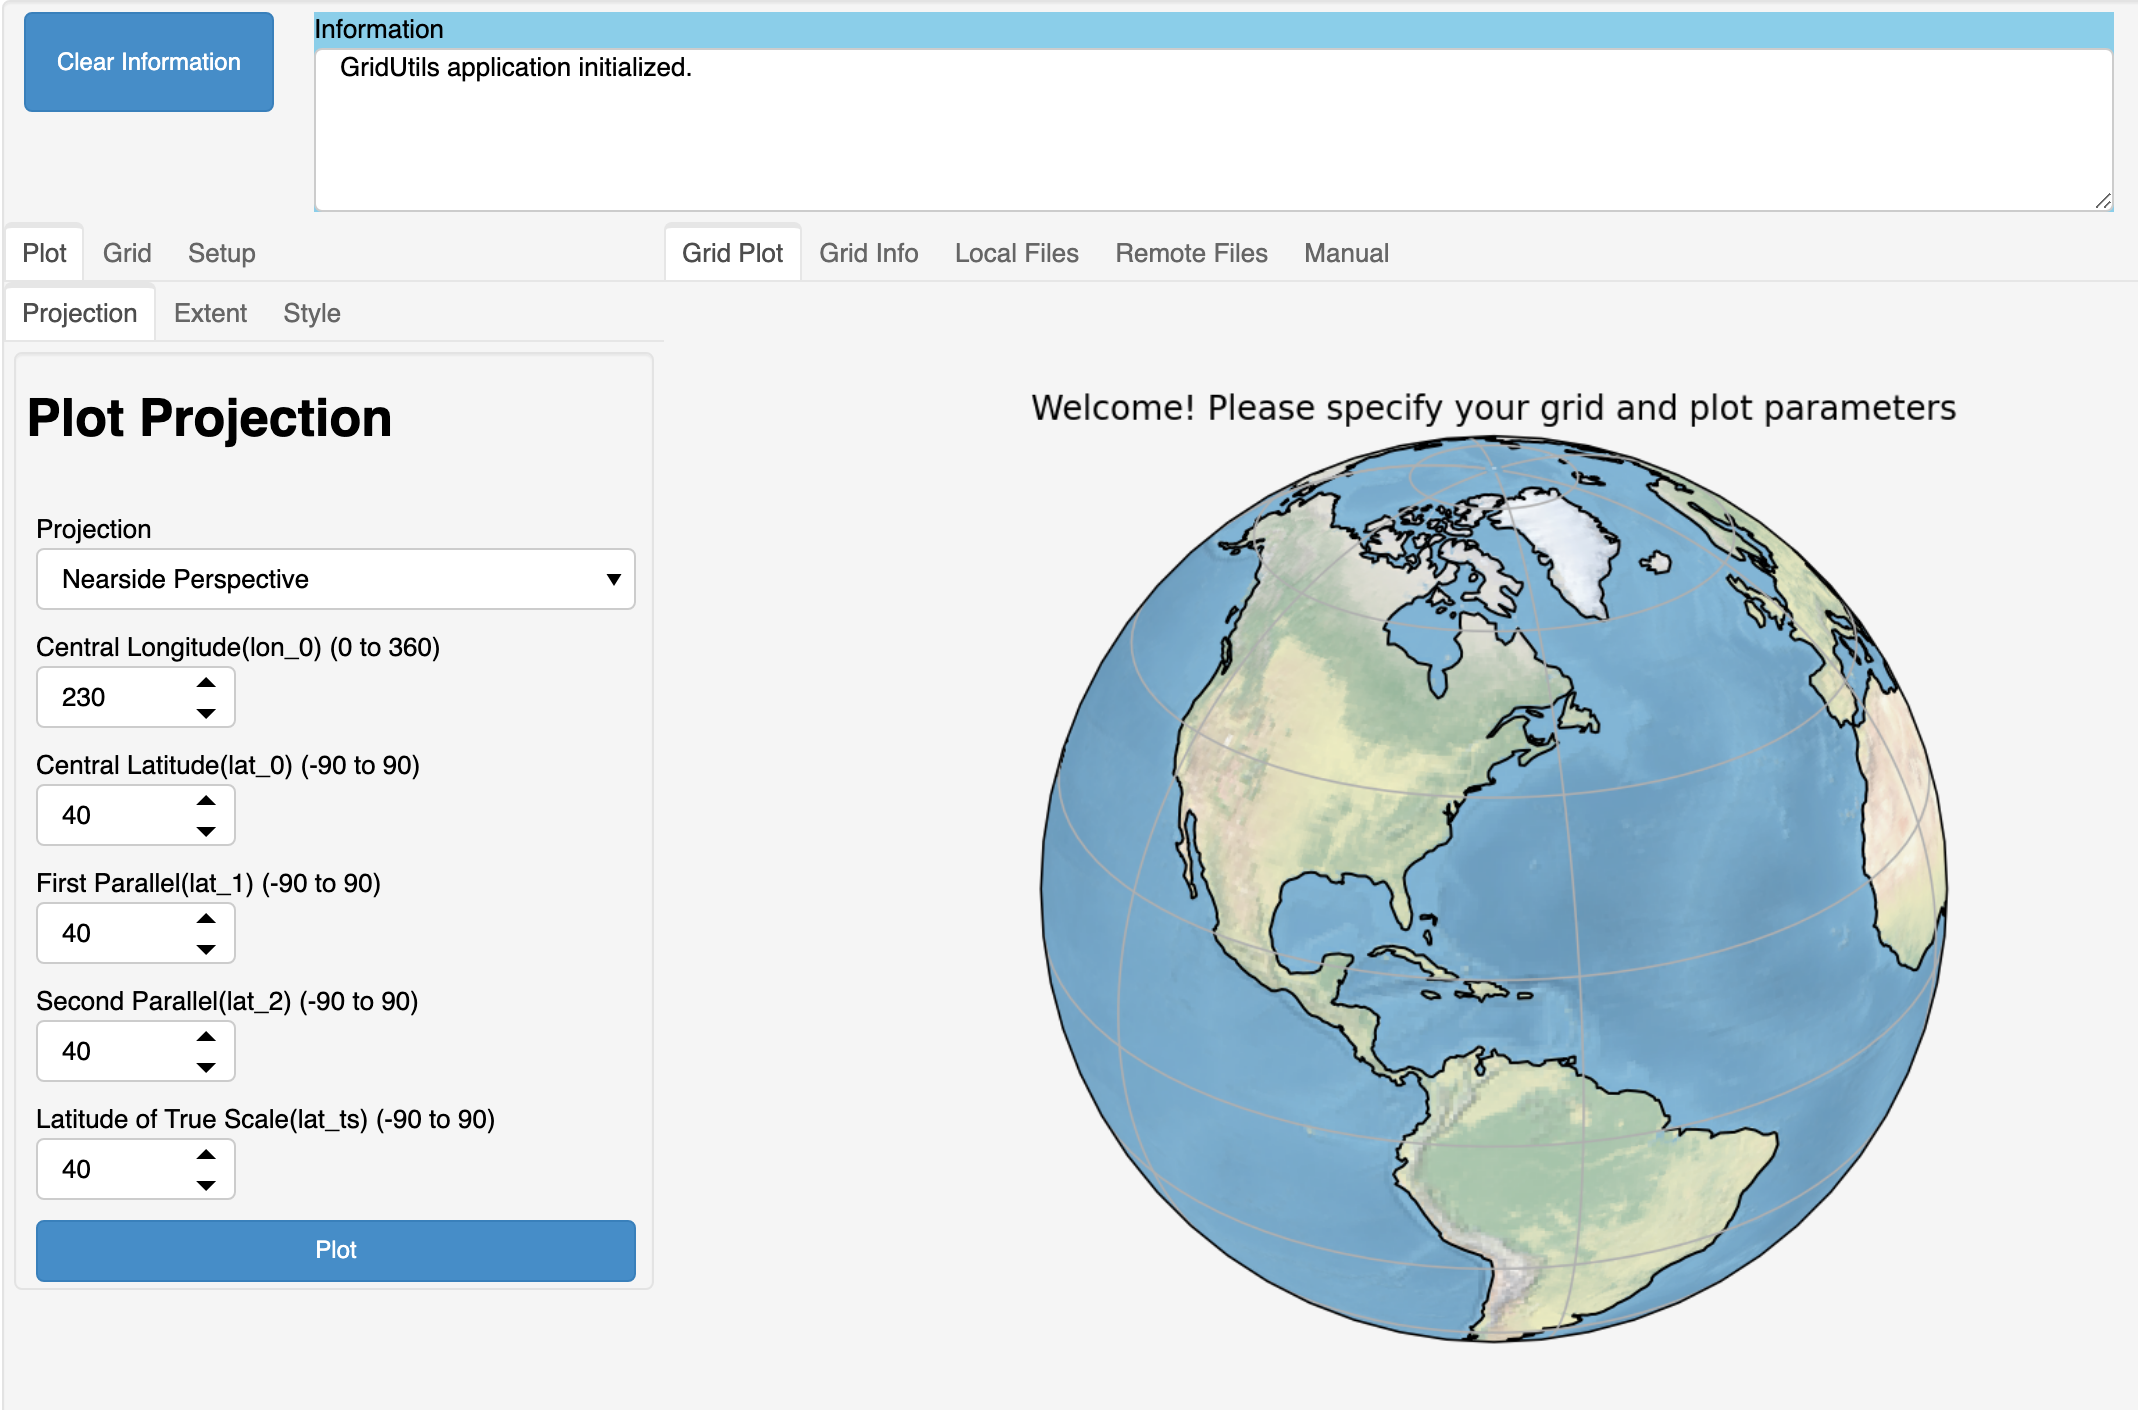 Clear Information
Information
GridUtils application initialized.
Plot Grid Setup
Grid Plot Grid Info Local Files Remote Files Manual
Projection Extent Style
Plot Projection
Projection
Nearside Perspective
Central Longitude(lon_0) (0 to 360)
230
Central Latitude(lat_0) (-90 to 90)
40
First Parallel(lat_1) (-90 to 90)
40
Second Parallel(lat_2) (-90 to 90)
40
Latitude of True Scale(lat_ts) (-90 to 90)
40
Plot
Welcome! Please specify your grid and plot parameters